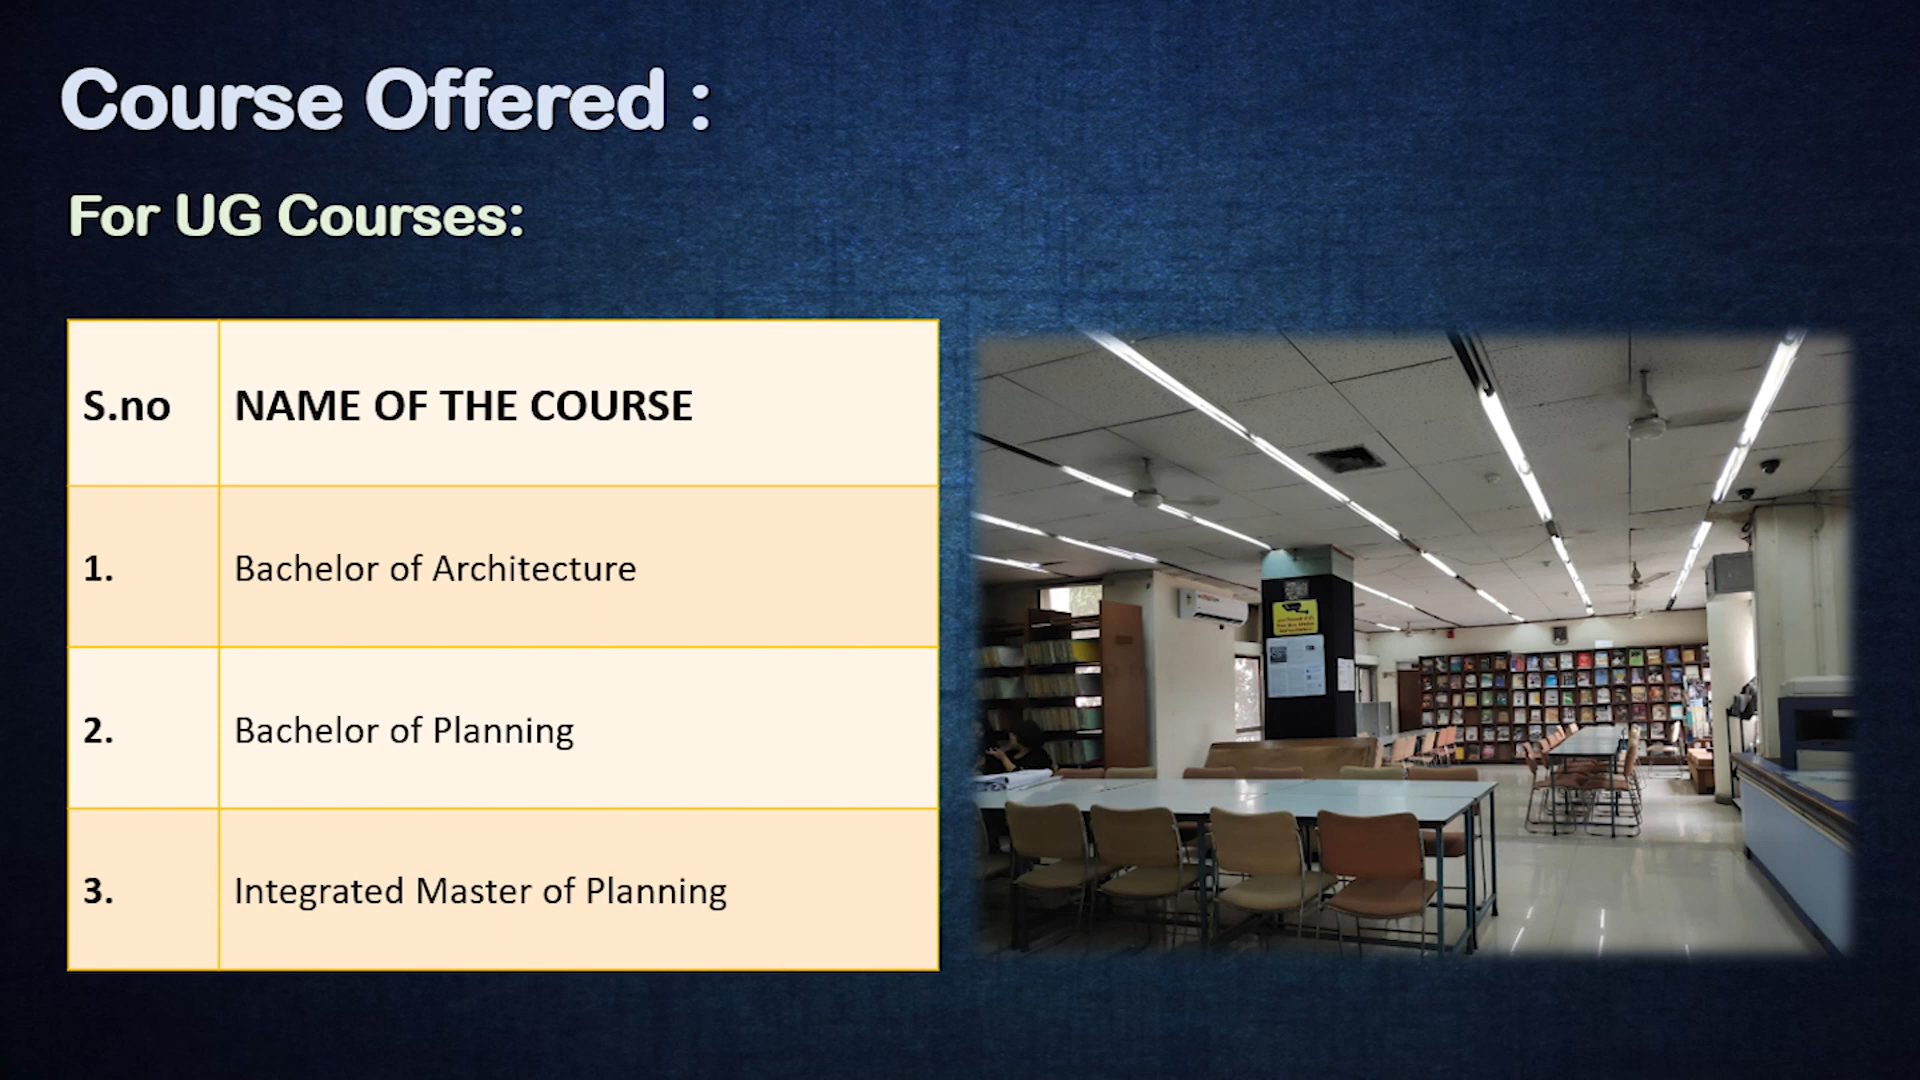 Course Offered :
For UG Courses:
S.no NAME OF THE COURSE
1. Bachelor of Architecture
2. Bachelor of Planning
3. Integrated Master of Planning